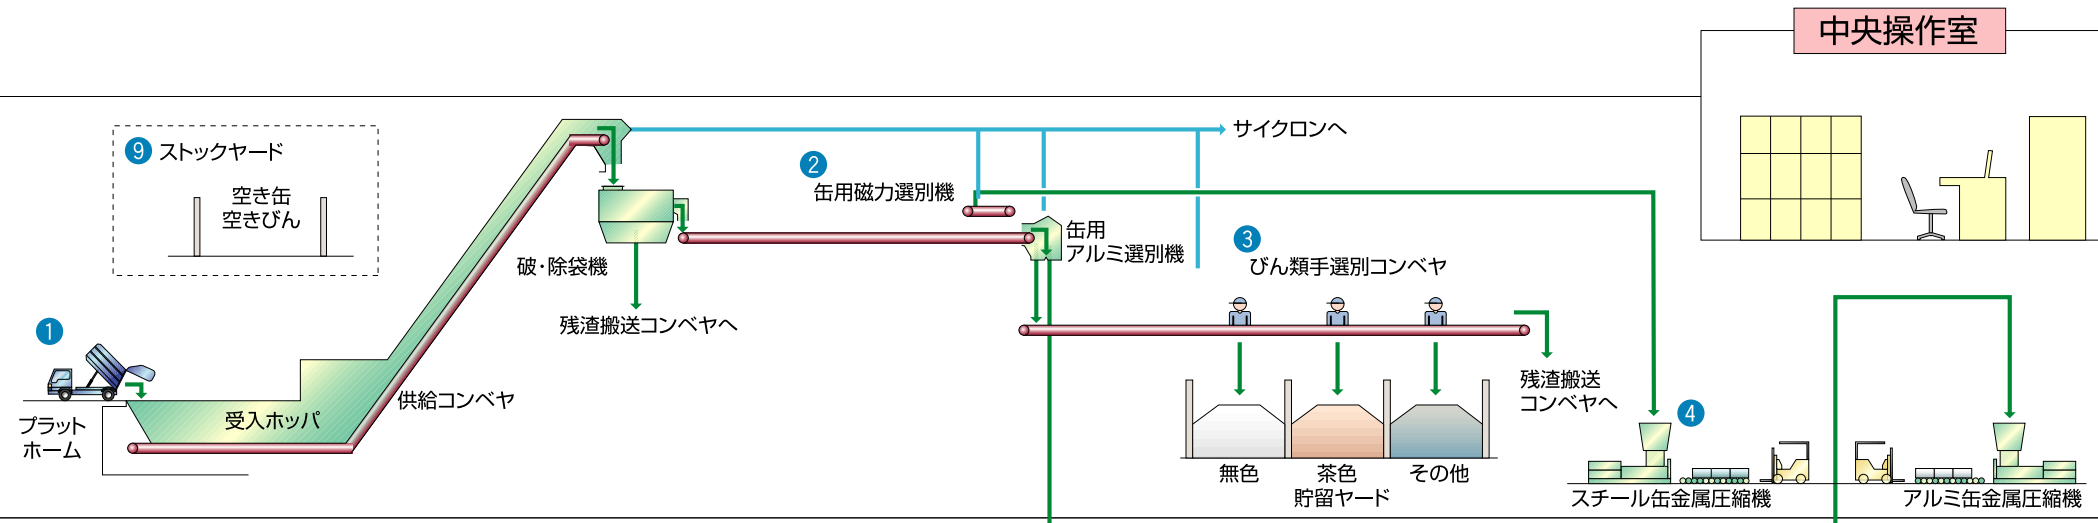 中央操作室
9 ストックヤード
空き缶
空きびん
サイクロンへ
2
缶用磁力選別機
缶用
アルミ選別機
3
びん類手選別コンベヤ
破・除袋機
残渣搬送コンベヤへ
1
プラット
ホーム
受入ホッパ
供給コンベヤ
残渣搬送
コンベヤへ
無色
茶色
その他
貯留ヤード
4
スチール缶金属圧縮機
アルミ缶金属圧縮機